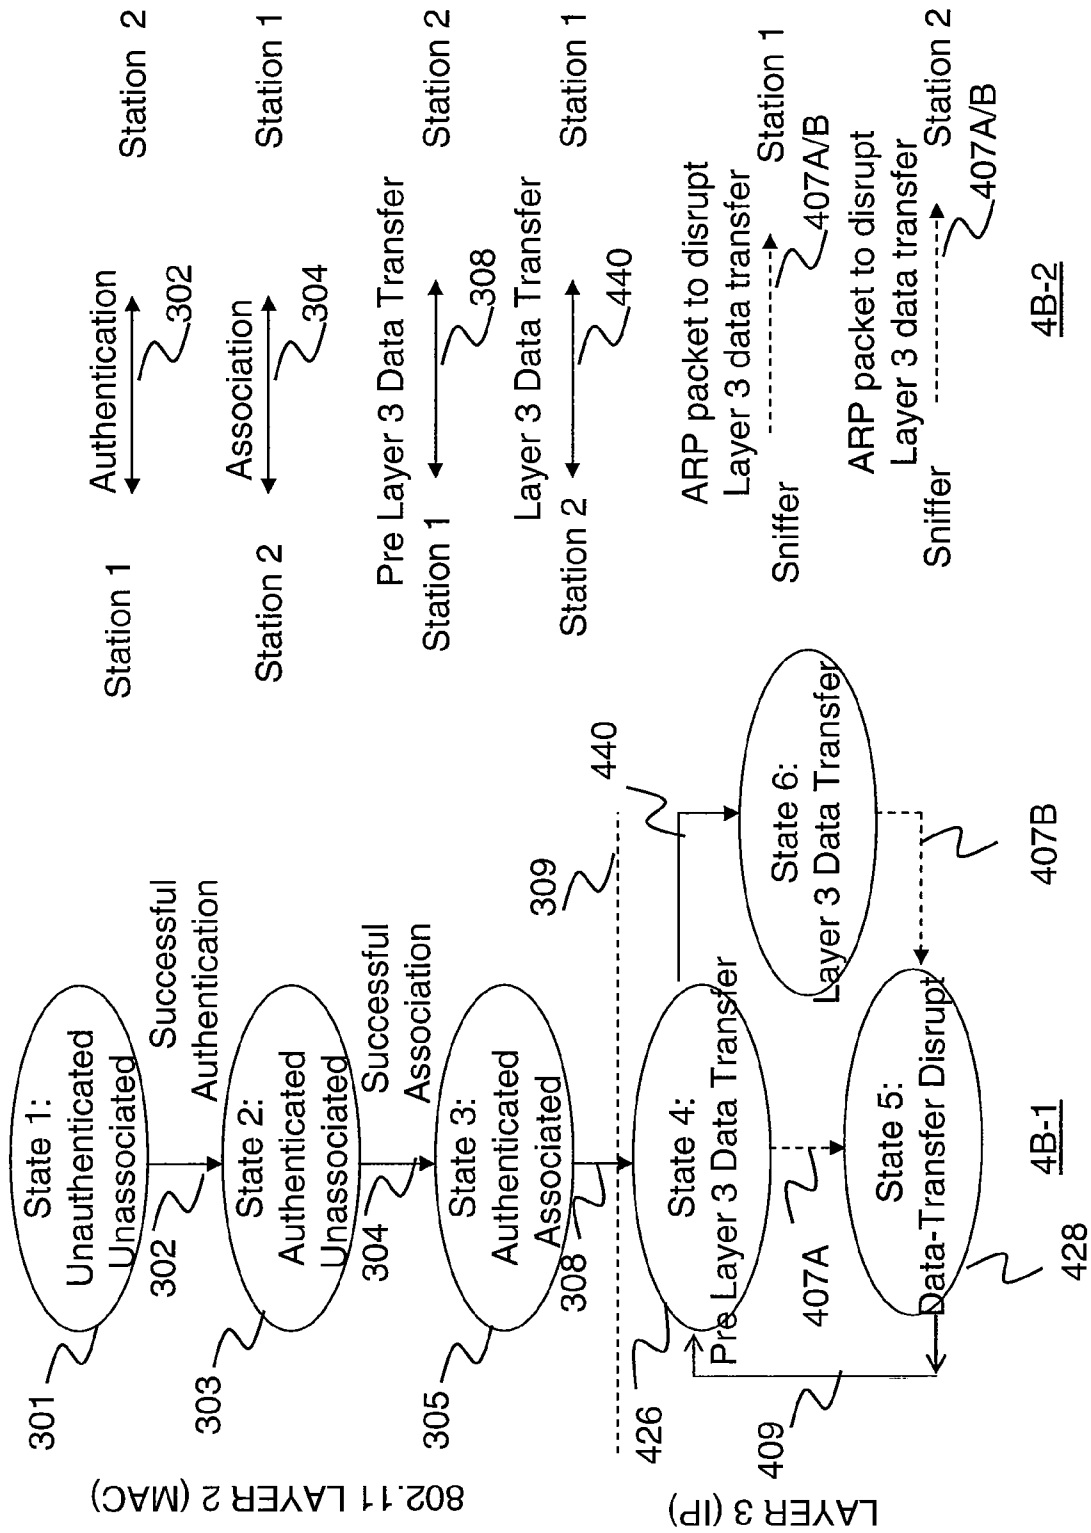 802.11 LAYER 2 (MAC)
LAYER 3 (IP)
301
State 1:
Unauthenticated
Unassociated
302
Successful
Authentication
303
State 2:
Authenticated
Unassociated
304
Successful
Association
305
State 3:
Authenticated
Associated
308
309
426
State 4:
Pre Layer 3 Data Transfer
440
State 6:
Layer 3 Data Transfer
407A
407B
409
State 5:
Data-Transfer Disrupt
428
4B-1
Station 1
Authentication
302
Station 2
Station 2
Association
304
Station 1
Pre Layer 3 Data Transfer
Station 1
308
Station 2
Layer 3 Data Transfer
Station 2
440
Station 1
ARP packet to disrupt
Layer 3 data transfer
Sniffer
Station 1
407A/B
ARP packet to disrupt
Layer 3 data transfer
Sniffer
Station 2
407A/B
4B-2